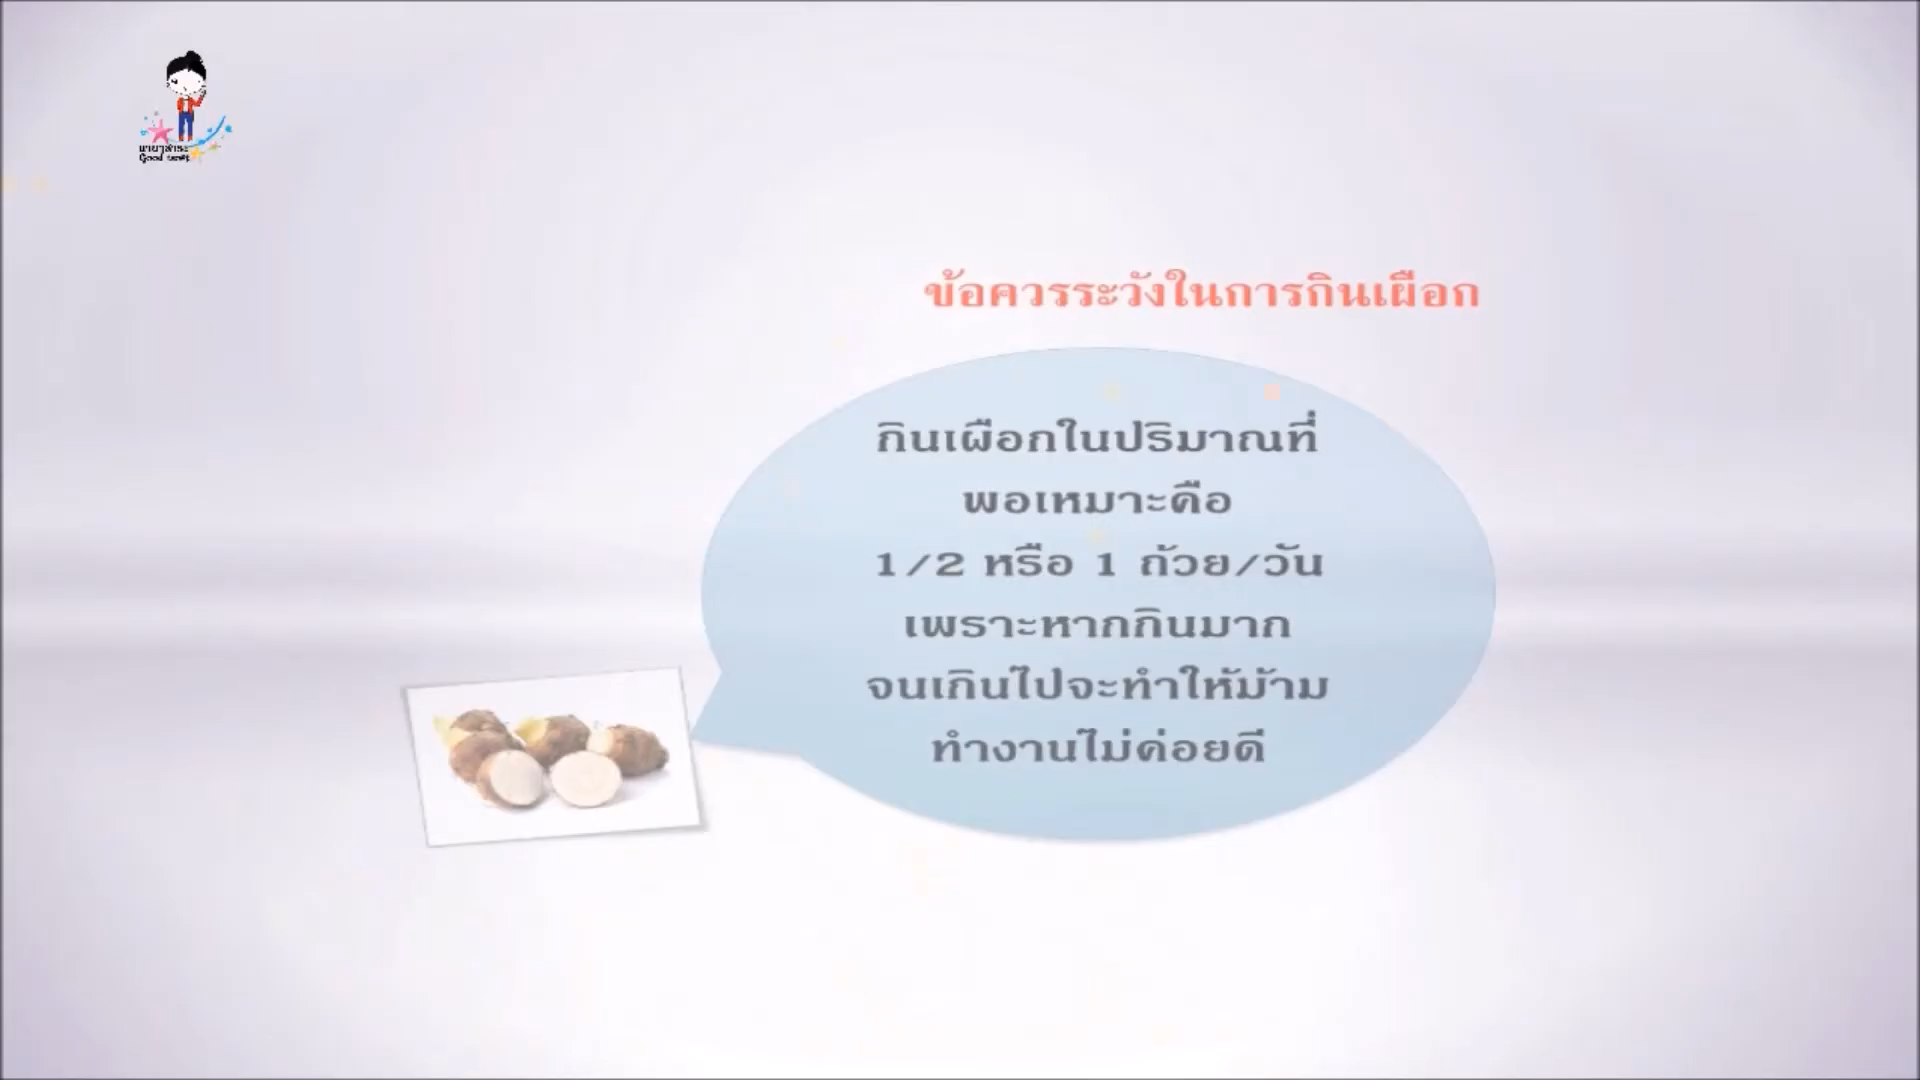 Good
ข้อควรระวังในการกินเผือก
กินเผือกในปริมาณที่
พอเหมาะคือ
1/2 หรือ 1 ถ้วย/วัน
เพราะหากกินมาก
จนเกินไปจะทำให้ม้าม
ทำงานไม่ค่อยดี